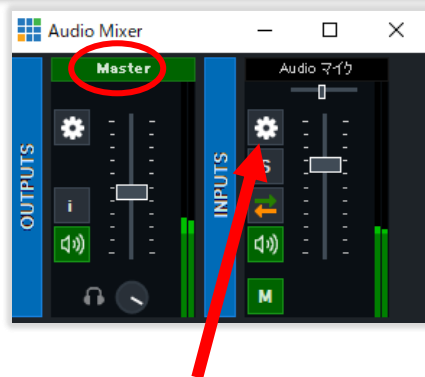 Audio Mixer
OUTPUTS
Master
i
INPUTS
Audio マイク
S
M